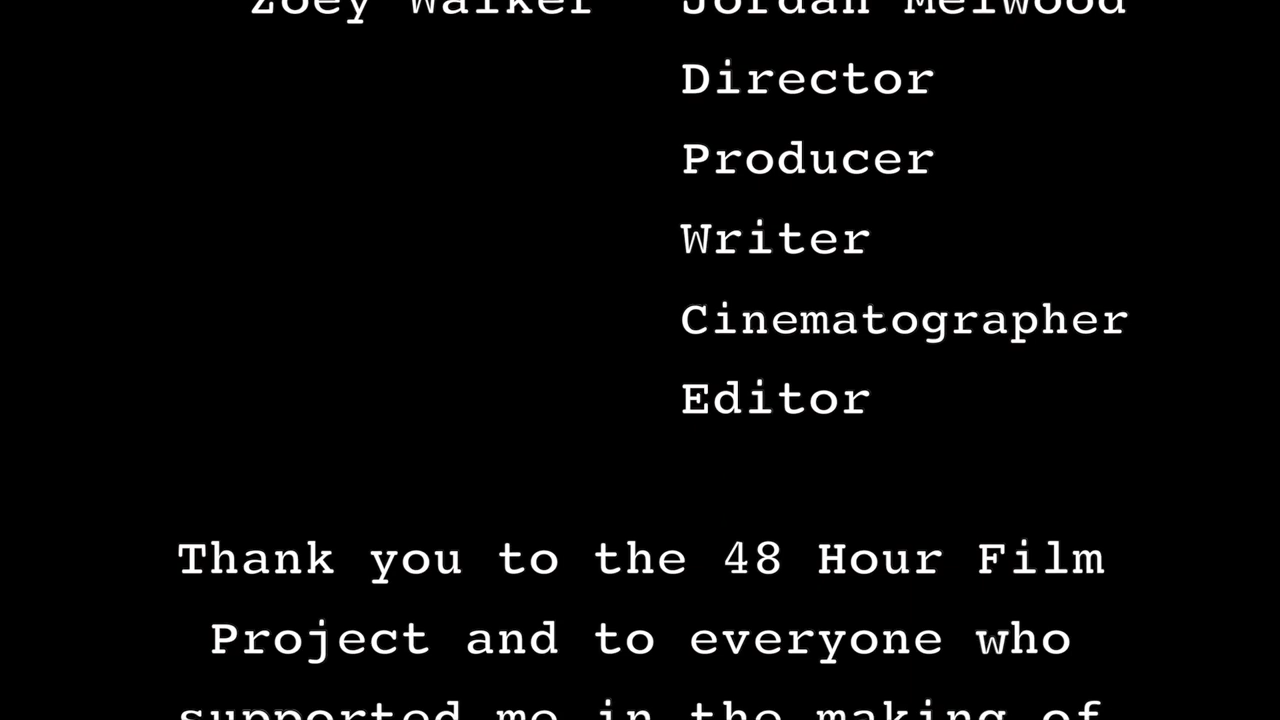 Zoey Walker Jordan Melwood
Director
Producer
Writer
Cinematographer
Editor
Thank you to the 48 Hour Film
Project and to everyone who
supported me in the making of